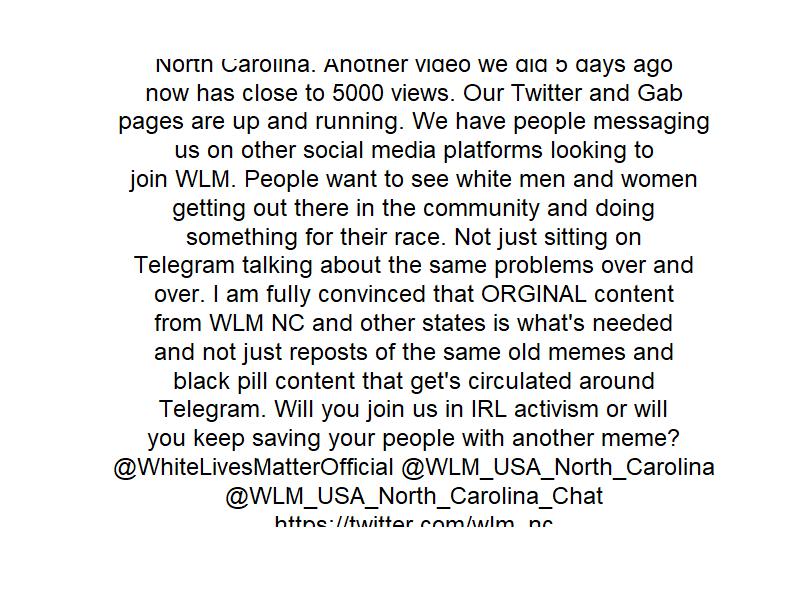 North Carolina. Another video we did 5 days ago
now has close to 5000 views. Our Twitter and Gab
pages are up and running. We have people messaging
us on other social media platforms looking to
join WLM. People want to see white men and women
getting out there in the community and doing
something for their race. Not just sitting on
Telegram talking about the same problems over and
over. I am fully convinced that ORGINAL content
from WLM NC and other states is what's needed
and not just reposts of the same old memes and
black pill content that get's circulated around
Telegram. Will you join us in IRL activism or will
you keep saving your people with another meme?
@WhiteLivesMatterOfficial @WLM_USA_North_Carolina
@WLM_USA_North_Carolina_Chat
https://twitter.com/wlm_nc